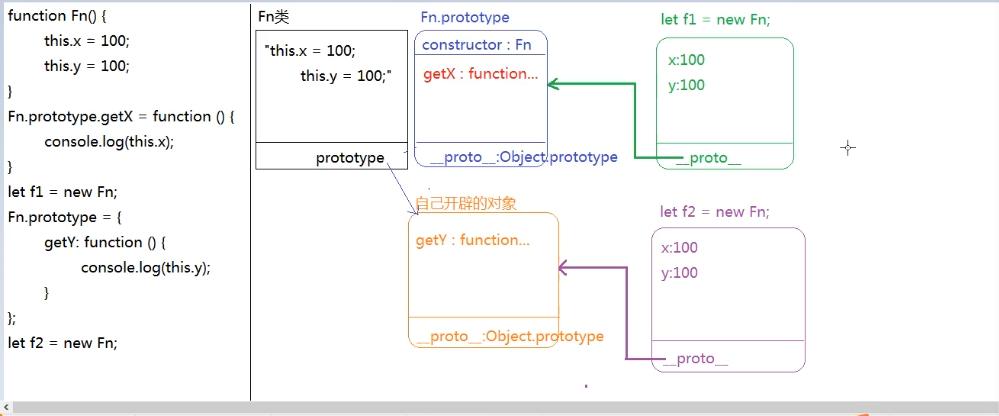 function Fn() {
this.x = 100;
this.y = 100;
}
Fn.prototype.getX = function () {
console.log(this.x);
}
let f1 = new Fn;
Fn.prototype = {
getY: function () {
console.log(this.y);
}
};
let f2 = new Fn;
Fn类
"this.x = 100;
this.y = 100;"
prototype
Fn.prototype
constructor : Fn
getX : function...
__proto__:Object.prototype
自己开辟的对象
getY : function...
__proto__:Object.prototype
let f1 = new Fn;
x:100
y:100
__proto__
let f2 = new Fn;
x:100
y:100
__proto__